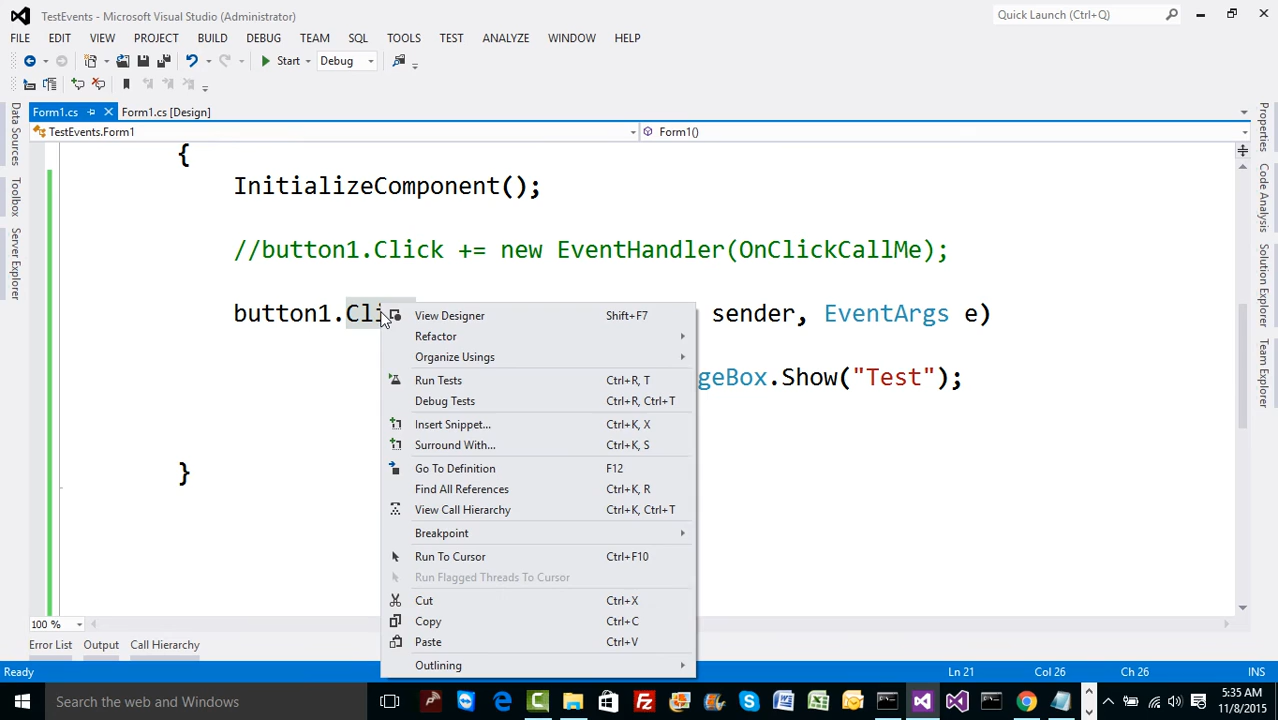 TestEvents - Microsoft Visual Studio (Administrator)
Quick Launch (Ctrl+Q)
FILE EDIT VIEW PROJECT BUILD DEBUG TEAM SQL TOOLS TEST ANALYZE WINDOW HELP
Start Debug
Form1.cs Form1.cs [Design]
TestEvents.Form1 Form1()
Data Sources
Toolbox
Server Explorer
{
InitializeComponent();
//button1.Click += new EventHandler(OnClickCallMe);
button1.Cli sender, EventArgs e)
geBox.Show("Test");
}
View Designer Shift+F7
Refactor
Organize Usings
Run Tests Ctrl+R, T
Debug Tests Ctrl+R, Ctrl+T
Insert Snippet... Ctrl+K, X
Surround With... Ctrl+K, S
Go To Definition F12
Find All References Ctrl+K, R
View Call Hierarchy Ctrl+K, Ctrl+T
Breakpoint
Run To Cursor Ctrl+F10
Run Flagged Threads To Cursor
Cut Ctrl+X
Copy Ctrl+C
Paste Ctrl+V
Outlining
Properties
Code Analysis
Solution Explorer
Team Explorer
100 %
Error List Output Call Hierarchy
Ready Ln 21 Col 26 Ch 26 INS
Search the web and Windows
5:35 AM
11/8/2015